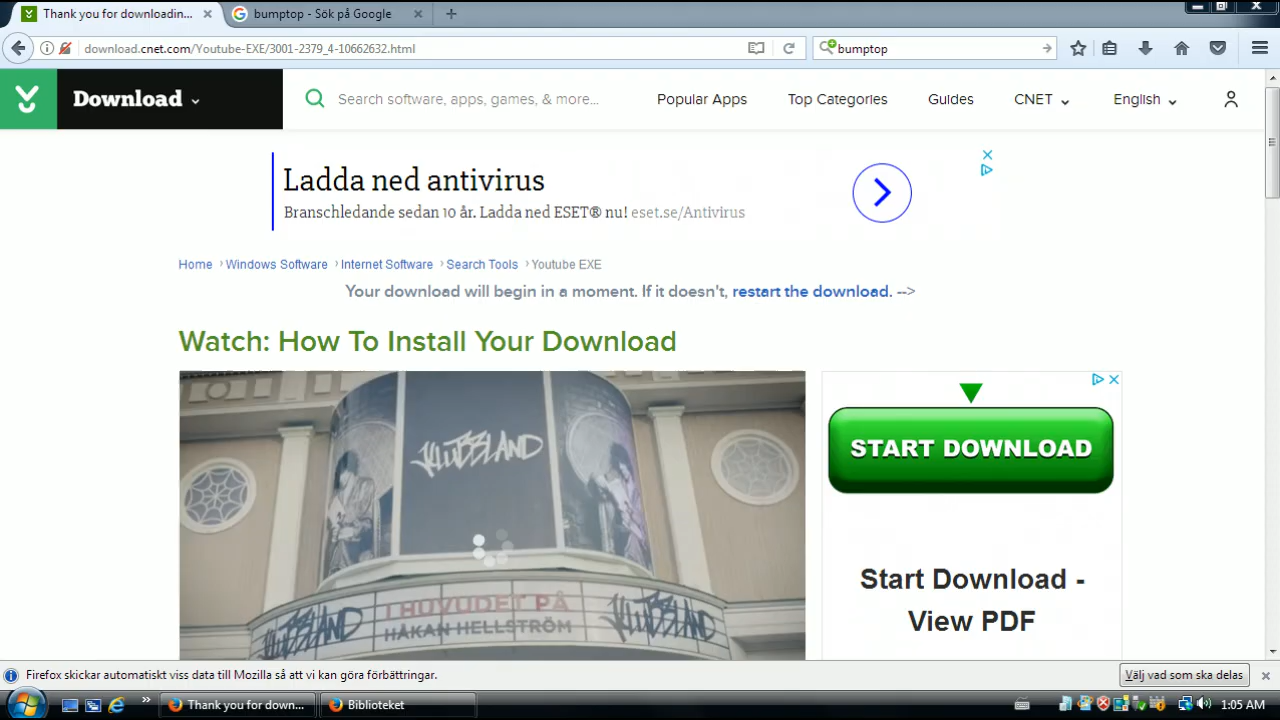 Thank you for downloadin...
bumptop - Sök på Google
download.cnet.com/Youtube-EXE/3001-2379_4-10662632.html
bumptop
Download
Search software, apps, games, & more...
Popular Apps
Top Categories
Guides
CNET
English
Ladda ned antivirus
Branschledande sedan 10 år. Ladda ned ESET® nu! eset.se/Antivirus
Home › Windows Software › Internet Software › Search Tools › Youtube EXE
Your download will begin in a moment. If it doesn't, restart the download. -->
Watch: How To Install Your Download
KLUBBLAND
I HUVUDET PÅ
HÅKAN HELLSTRÖM
KLUBBLAND
KLUBBLAND
START DOWNLOAD
Start Download -
View PDF
Firefox skickar automatiskt viss data till Mozilla så att vi kan göra förbättringar.
Välj vad som ska delas
Thank you for down...
Biblioteket
1:05 AM